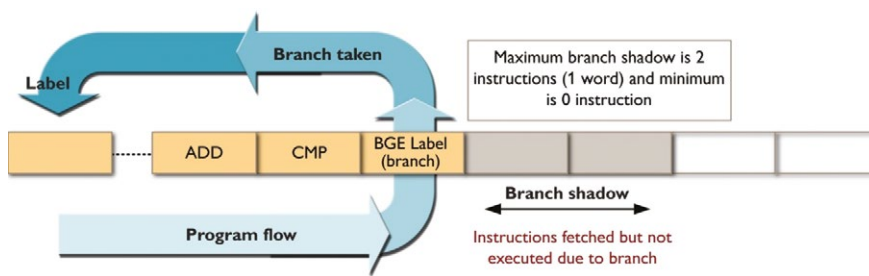 Branch taken
Maximum branch shadow is 2
instructions (1 word) and minimum
is 0 instruction
Label
ADD
CMP
BGE Label
(branch)
Branch shadow
Program flow
Instructions fetched but not
executed due to branch